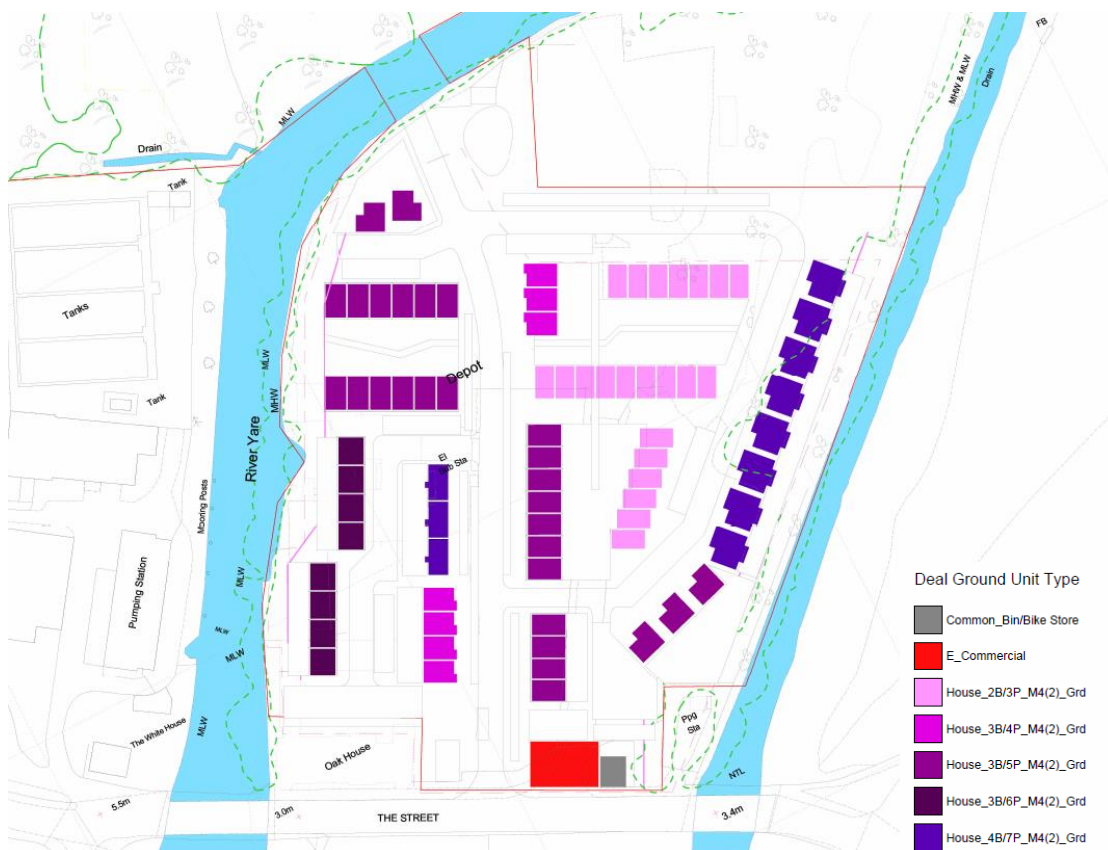 FB
MHW & MLW
Drain
MLW
Drain
Tank
Tanks
Depot
MLW
MHW
Tank
River Yare
El
Sub Sta
Mooring Posts
Pumping Station
MLW
MLW
MLW
The White House
MLW
Oak House
Ppg
Sta
NTL
5.5m
3.0m
THE STREET
3.4m
Deal Ground Unit Type
Common_Bin/Bike Store
E_Commercial
House_2B/3P_M4(2)_Grd
House_3B/4P_M4(2)_Grd
House_3B/5P_M4(2)_Grd
House_3B/6P_M4(2)_Grd
House_4B/7P_M4(2)_Grd